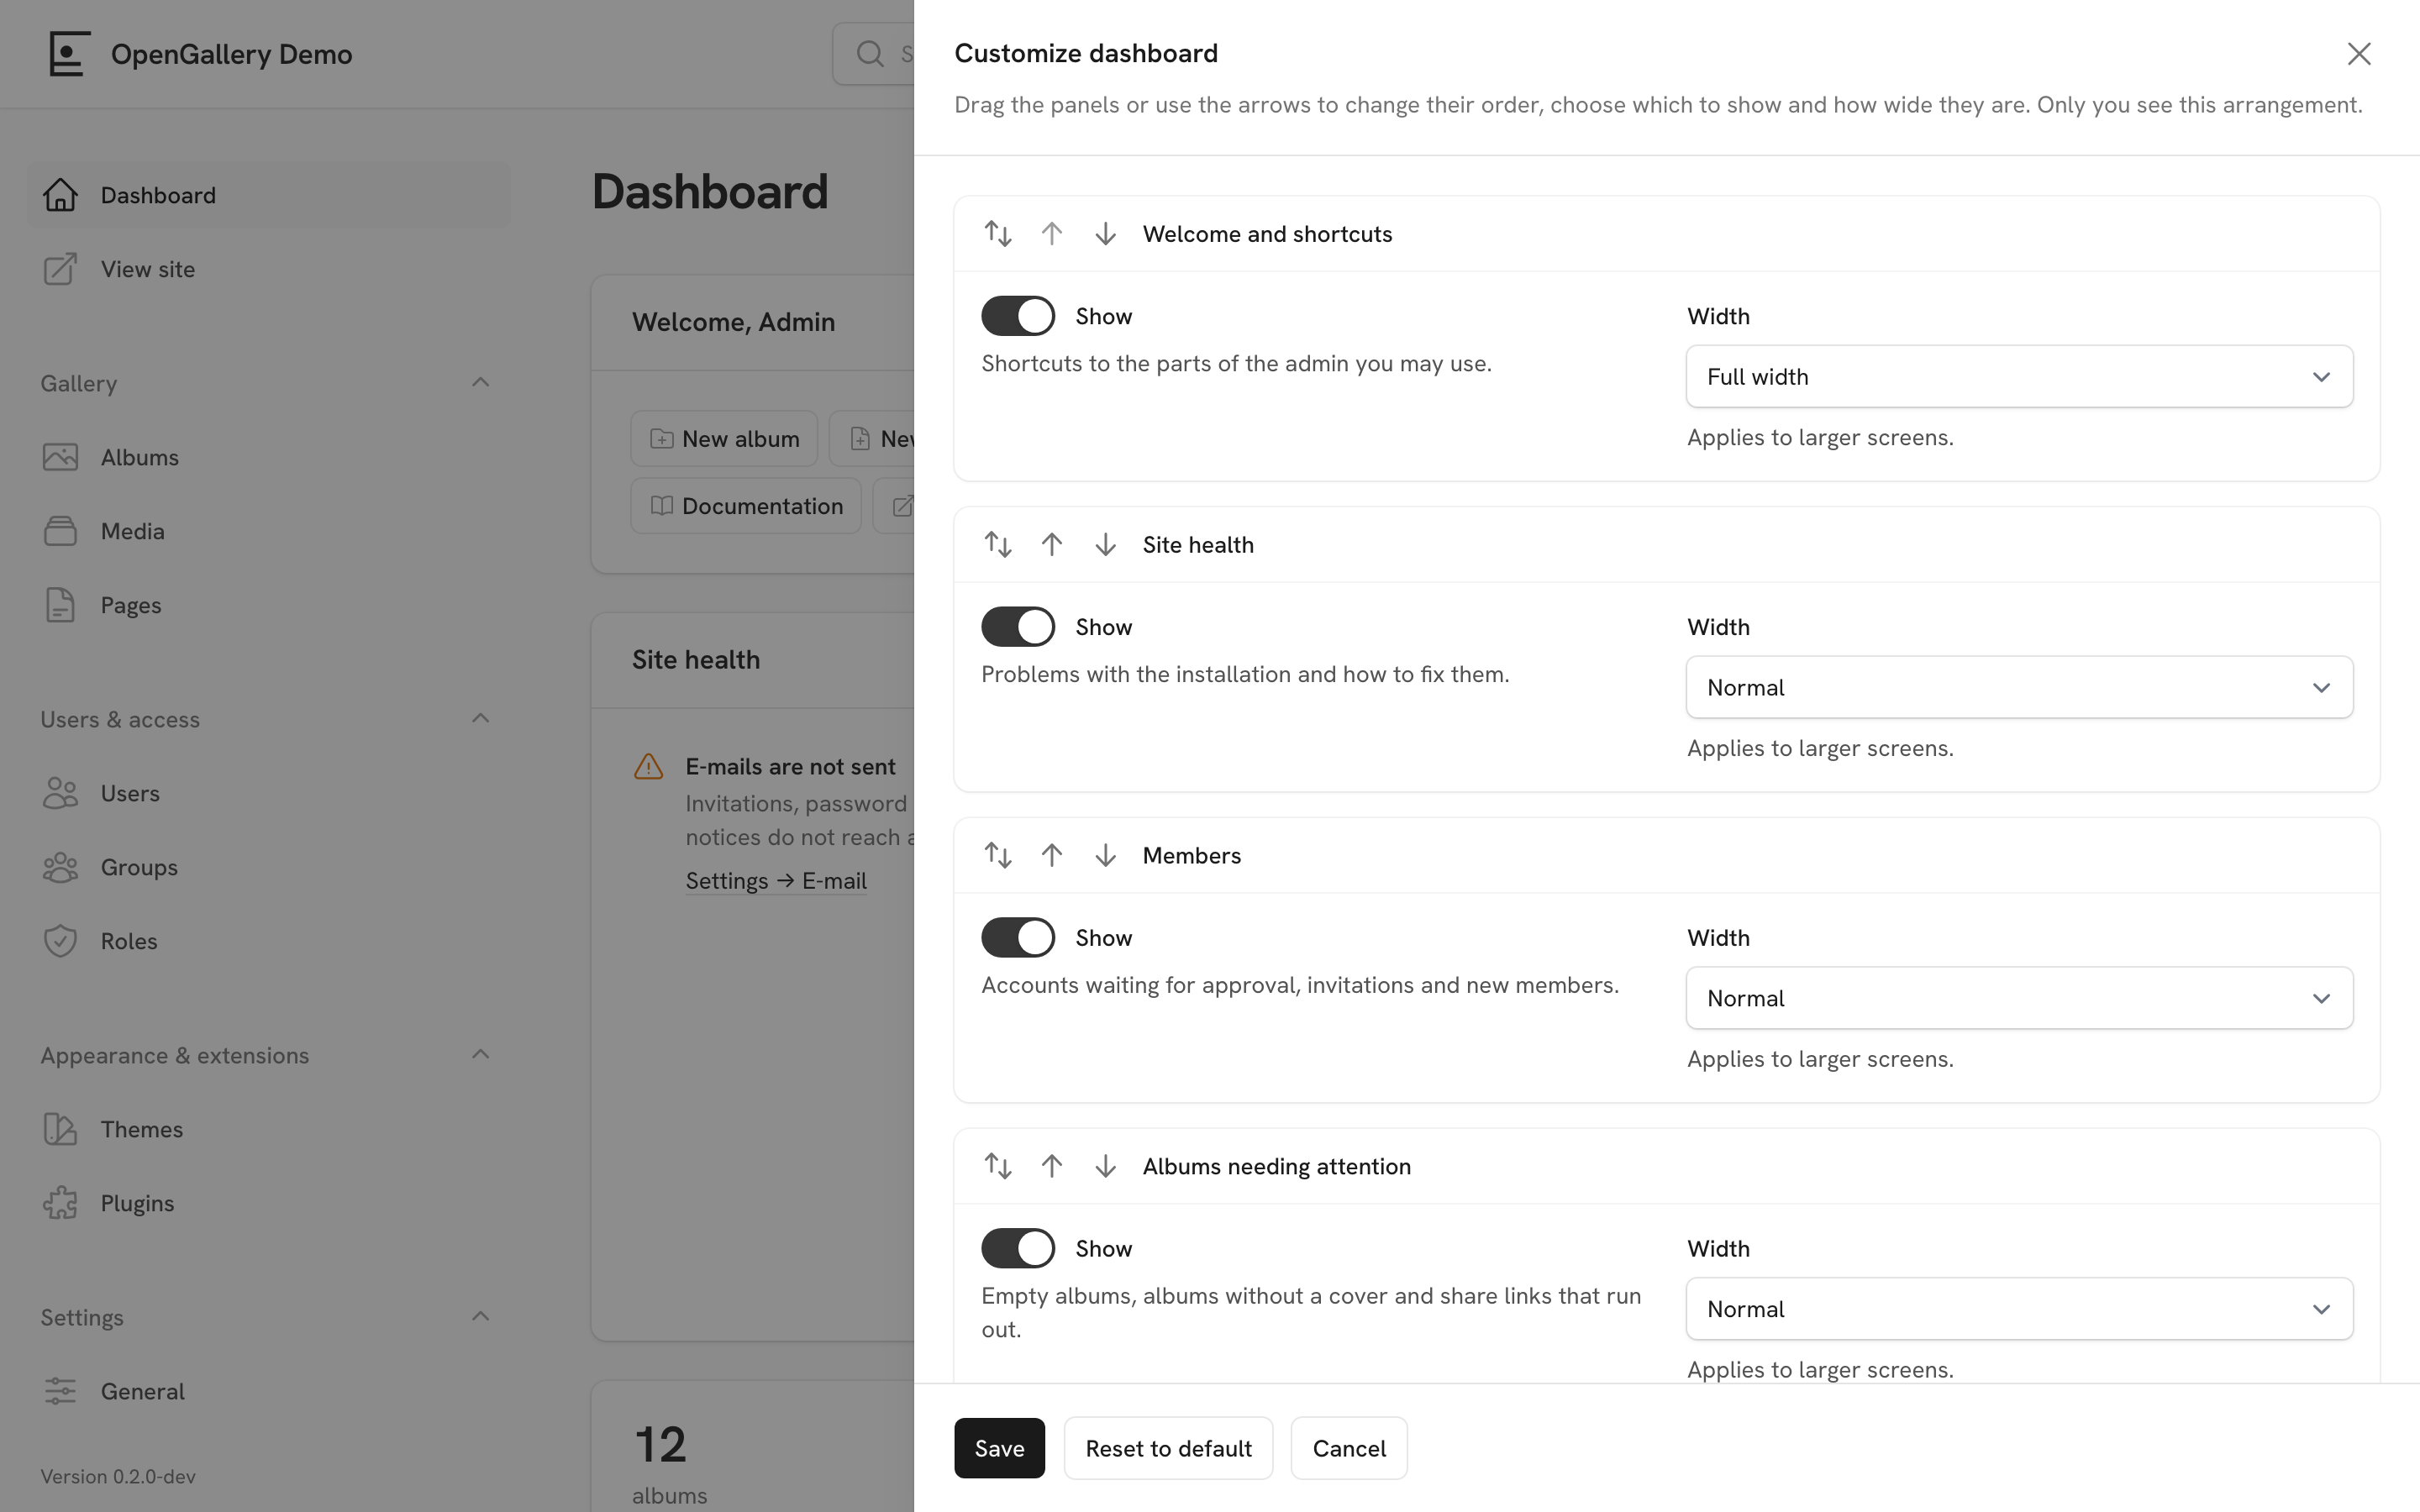 OpenGallery Demo
Dashboard
View site
Gallery
Albums
Media
Pages
Users & access
Users
Groups
Roles
Appearance & extensions
Themes
Plugins
Settings
General
Version 0.2.0-dev
Dashboard
Welcome, Admin
New album
Documentation
Site health
E-mails are not sent
Invitations, password
notices do not reach
Settings → E-mail
12
albums
Customize dashboard
Drag the panels or use the arrows to change their order, choose which to show and how wide they are. Only you see this arrangement.
Welcome and shortcuts
Show
Shortcuts to the parts of the admin you may use.
Width
Full width
Applies to larger screens.
Site health
Show
Problems with the installation and how to fix them.
Width
Normal
Applies to larger screens.
Members
Show
Accounts waiting for approval, invitations and new members.
Width
Normal
Applies to larger screens.
Albums needing attention
Show
Empty albums, albums without a cover and share links that run
out.
Width
Normal
Applies to larger screens.
Save
Reset to default
Cancel